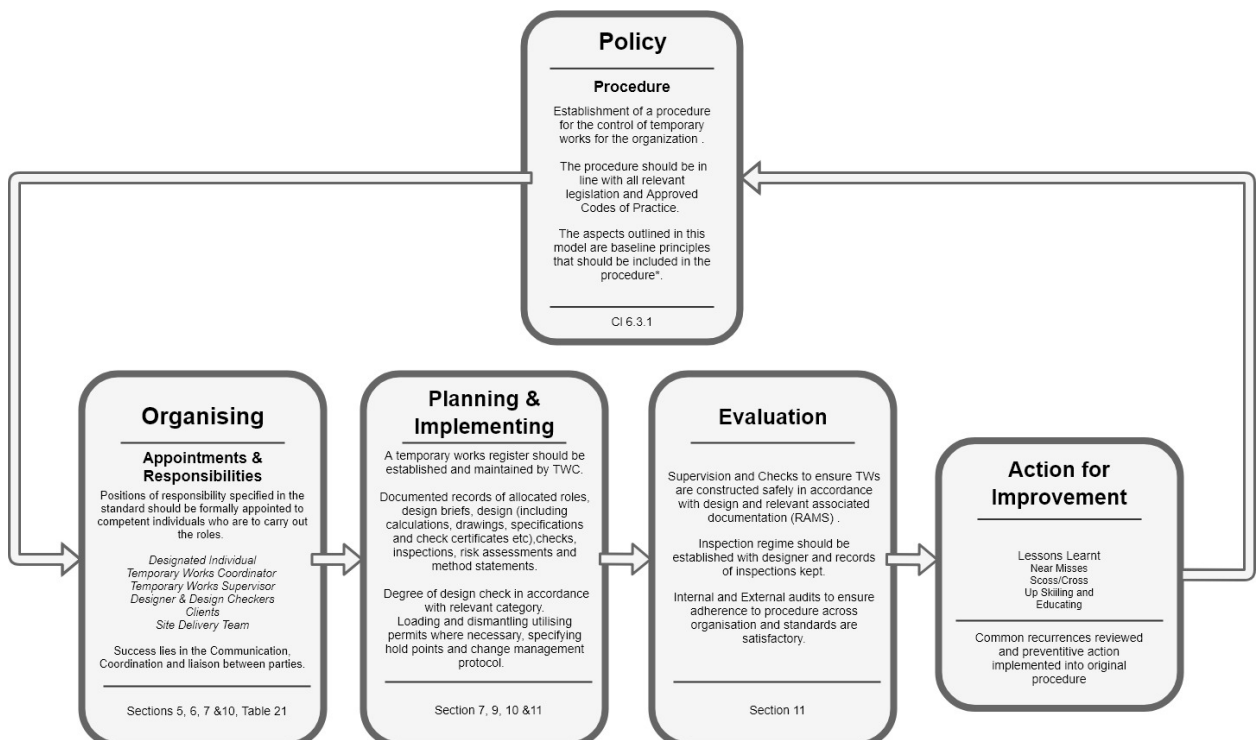 Policy
Procedure
Establishment of a procedure
for the control of temporary
works for the organization .
The procedure should be in
line with all relevant
legislation and Approved
Codes of Practice.
The aspects outlined in this
model are baseline principles
that should be included in the
procedure*.
Cl 6.3.1
Organising
Appointments &
Responsibilities
Positions of responsibility specified in the
standard should be formally appointed to
competent individuals who are to carry out
the roles.
Designated Individual
Temporary Works Coordinator
Temporary Works Supervisor
Designer & Design Checkers
Clients
Site Delivery Team
Success lies in the Communication,
Coordination and liaison between parties.
Sections 5, 6, 7 &10, Table 21
Planning &
Implementing
A temporary works register should be
established and maintained by TWC.
Documented records of allocated roles,
design briefs, design (including
calculations, drawings, specifications
and check certificates etc),checks,
inspections, risk assessments and
method statements.
Degree of design check in accordance
with relevant category.
Loading and dismantling utilising
permits where necessary, specifying
hold points and change management
protocol.
Section 7, 9, 10 &11
Evaluation
Supervision and Checks to ensure TWs
are constructed safely in accordance
with design and relevant associated
documentation (RAMS) .
Inspection regime should be
established with designer and records
of inspections kept.
Internal and External audits to ensure
adherence to procedure across
organisation and standards are
satisfactory.
Section 11
Action for
Improvement
Lessons Learnt
Near Misses
Scoss/Cross
Up Skiiling and
Educating
Common recurrences reviewed
and preventitive action
implemented into original
procedure